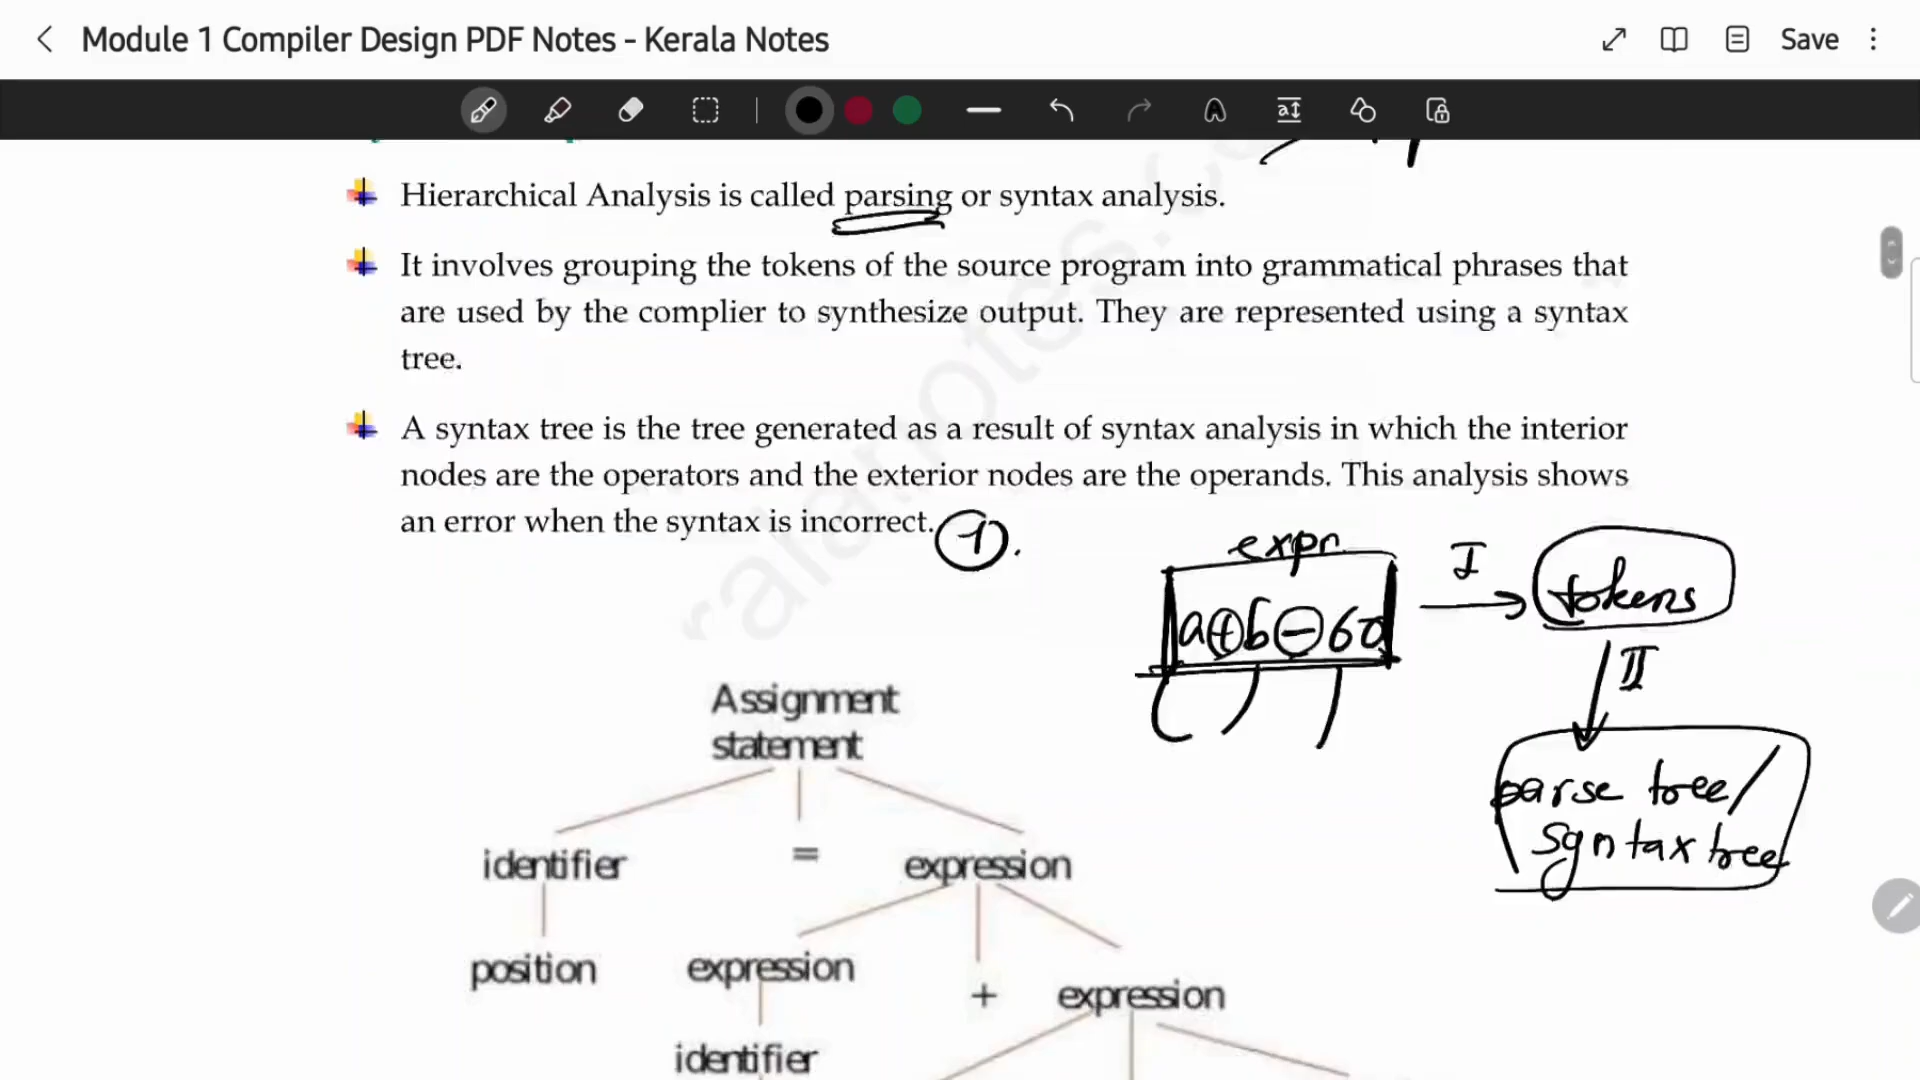 Module 1 Compiler Design PDF Notes - Kerala Notes
Save
Hierarchical Analysis is called parsing or syntax analysis.
It involves grouping the tokens of the source program into grammatical phrases that
are used by the complier to synthesize output. They are represented using a syntax
tree.
A syntax tree is the tree generated as a result of syntax analysis in which the interior
nodes are the operators and the exterior nodes are the operands. This analysis shows
an error when the syntax is incorrect.
1.
expr
a+b-60
I
tokens
II
parse tree/
syntax tree
Assignment
statement
identifier
=
expression
position
expression
+
expression
identifier